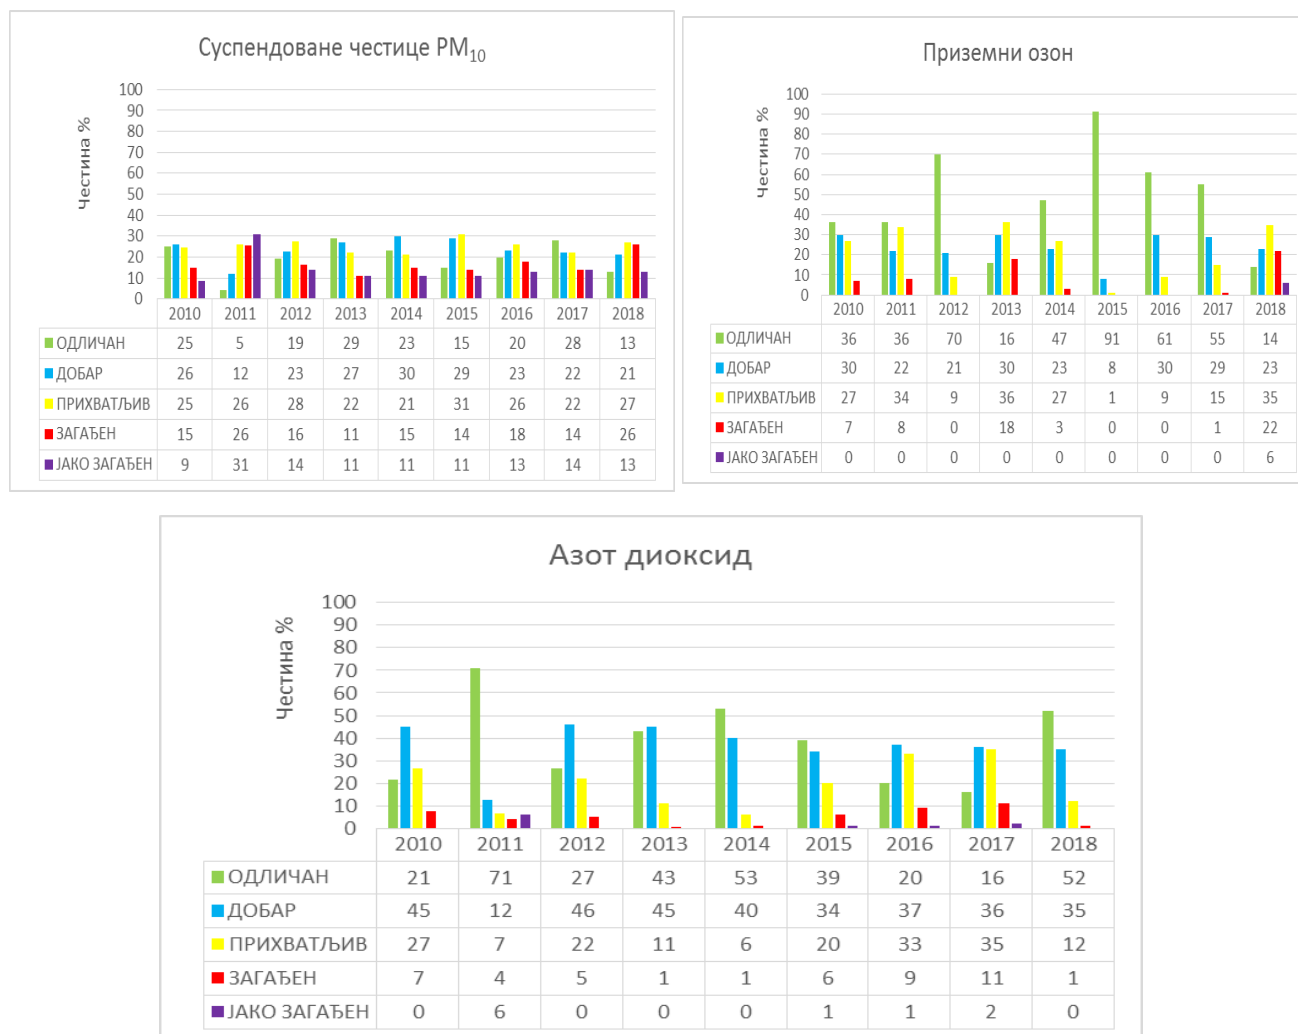 Суспендоване честице PM₁₀
Честина %
100
90
80
70
60
50
40
30
20
10
0
2010 2011 2012 2013 2014 2015 2016 2017 2018
ОДЛИЧАН 25 5 19 29 23 15 20 28 13
ДОБАР 26 12 23 27 30 29 23 22 21
ПРИХВАТЉИВ 25 26 28 22 21 31 26 22 27
ЗАГАЂЕН 15 26 16 11 15 14 18 14 26
ЈАКО ЗАГАЂЕН 9 31 14 11 11 11 13 14 13
Приземни озон
Честина %
100
90
80
70
60
50
40
30
20
10
0
2010 2011 2012 2013 2014 2015 2016 2017 2018
ОДЛИЧАН 36 36 70 16 47 91 61 55 14
ДОБАР 30 22 21 30 23 8 30 29 23
ПРИХВАТЉИВ 27 34 9 36 27 1 9 15 35
ЗАГАЂЕН 7 8 0 18 3 0 0 1 22
ЈАКО ЗАГАЂЕН 0 0 0 0 0 0 0 0 6
Азот диоксид
Честина %
100
90
80
70
60
50
40
30
20
10
0
2010 2011 2012 2013 2014 2015 2016 2017 2018
ОДЛИЧАН 21 71 27 43 53 39 20 16 52
ДОБАР 45 12 46 45 40 34 37 36 35
ПРИХВАТЉИВ 27 7 22 11 6 20 33 35 12
ЗАГАЂЕН 7 4 5 1 1 6 9 11 1
ЈАКО ЗАГАЂЕН 0 6 0 0 0 1 1 2 0